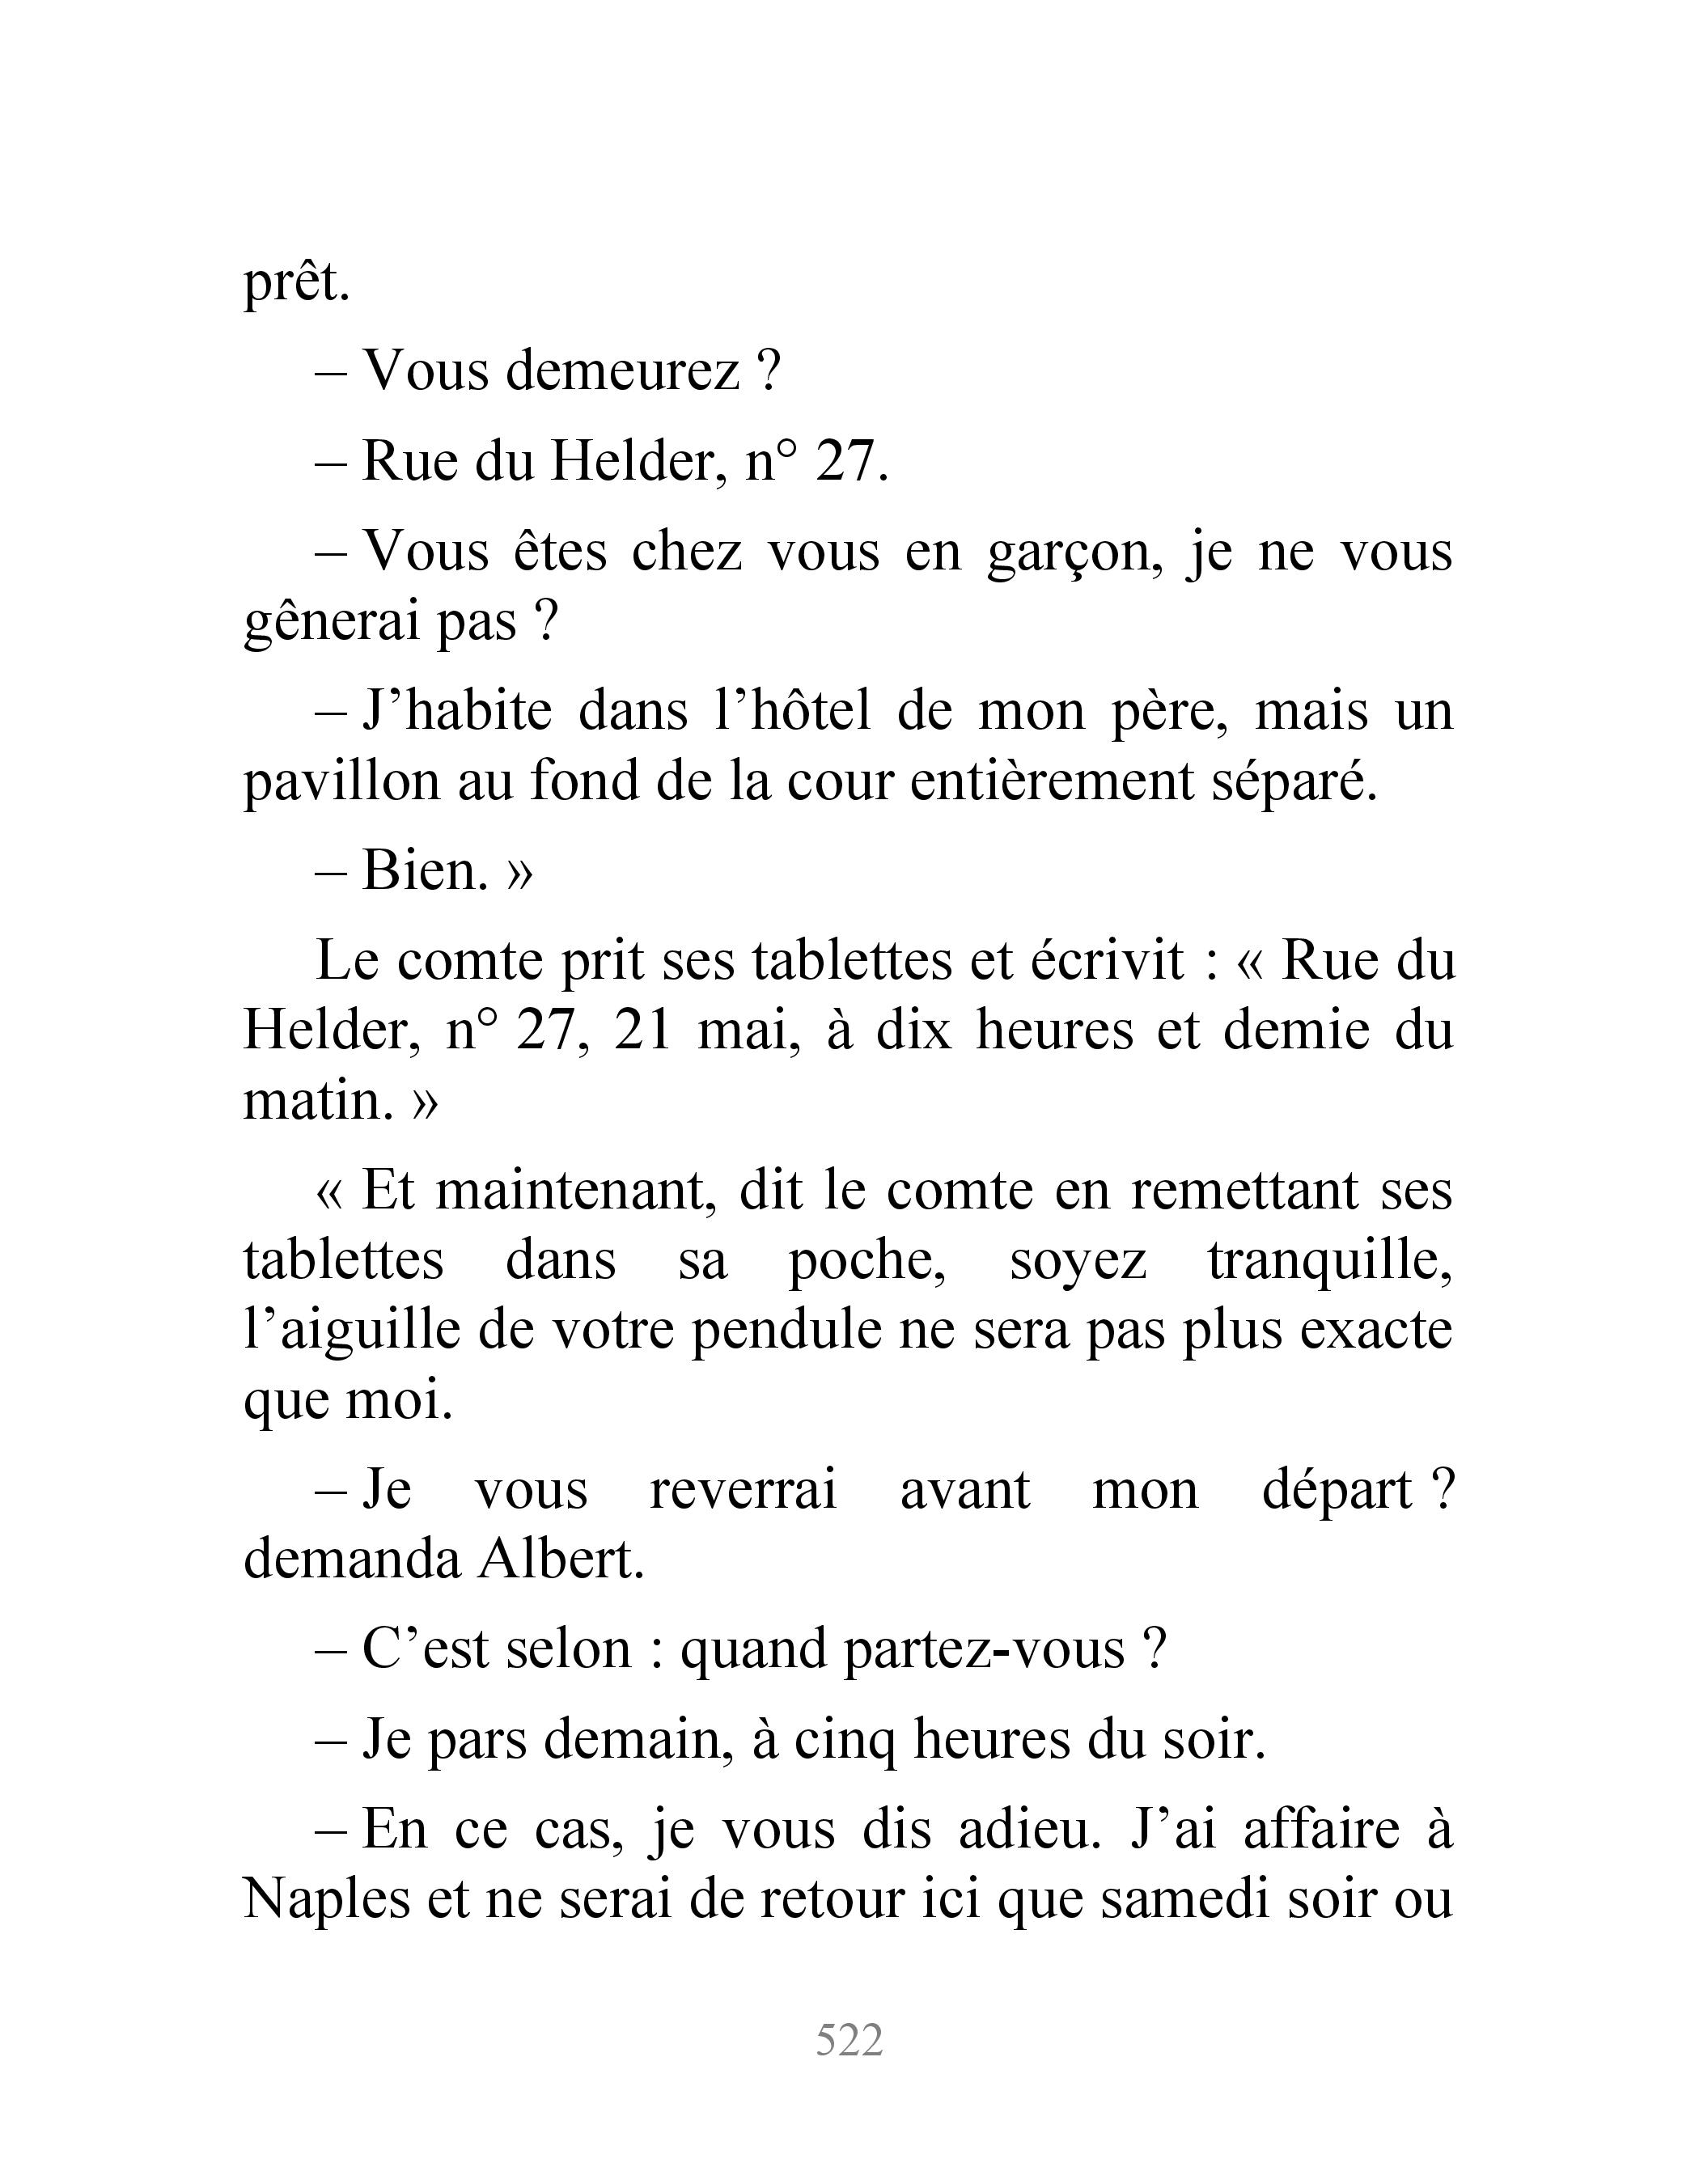 prêt.
– Vous demeurez ?
– Rue du Helder, n° 27.
– Vous êtes chez vous en garçon, je ne vous
gênerai pas ?
– J’habite dans l’hôtel de mon père, mais un
pavillon au fond de la cour entièrement séparé.
– Bien. »
Le comte prit ses tablettes et écrivit : « Rue du
Helder, n° 27, 21 mai, à dix heures et demie du
matin. »
« Et maintenant, dit le comte en remettant ses
tablettes dans sa poche, soyez tranquille,
l’aiguille de votre pendule ne sera pas plus exacte
que moi.
– Je vous reverrai avant mon départ ?
demanda Albert.
– C’est selon : quand partez-vous ?
– Je pars demain, à cinq heures du soir.
– En ce cas, je vous dis adieu. J’ai affaire à
Naples et ne serai de retour ici que samedi soir ou
522